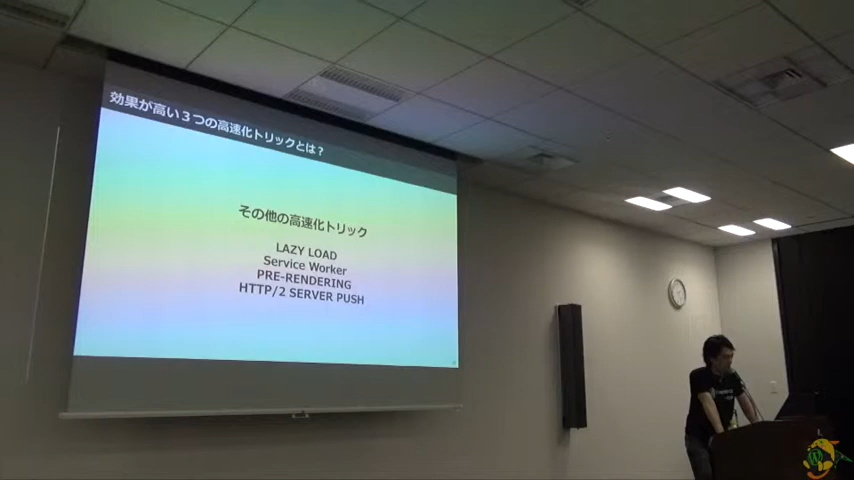 効果が高い３つの高速化トリックとは？
その他の高速化トリック
LAZY LOAD
Service Worker
PRE-RENDERING
HTTP/2 SERVER PUSH